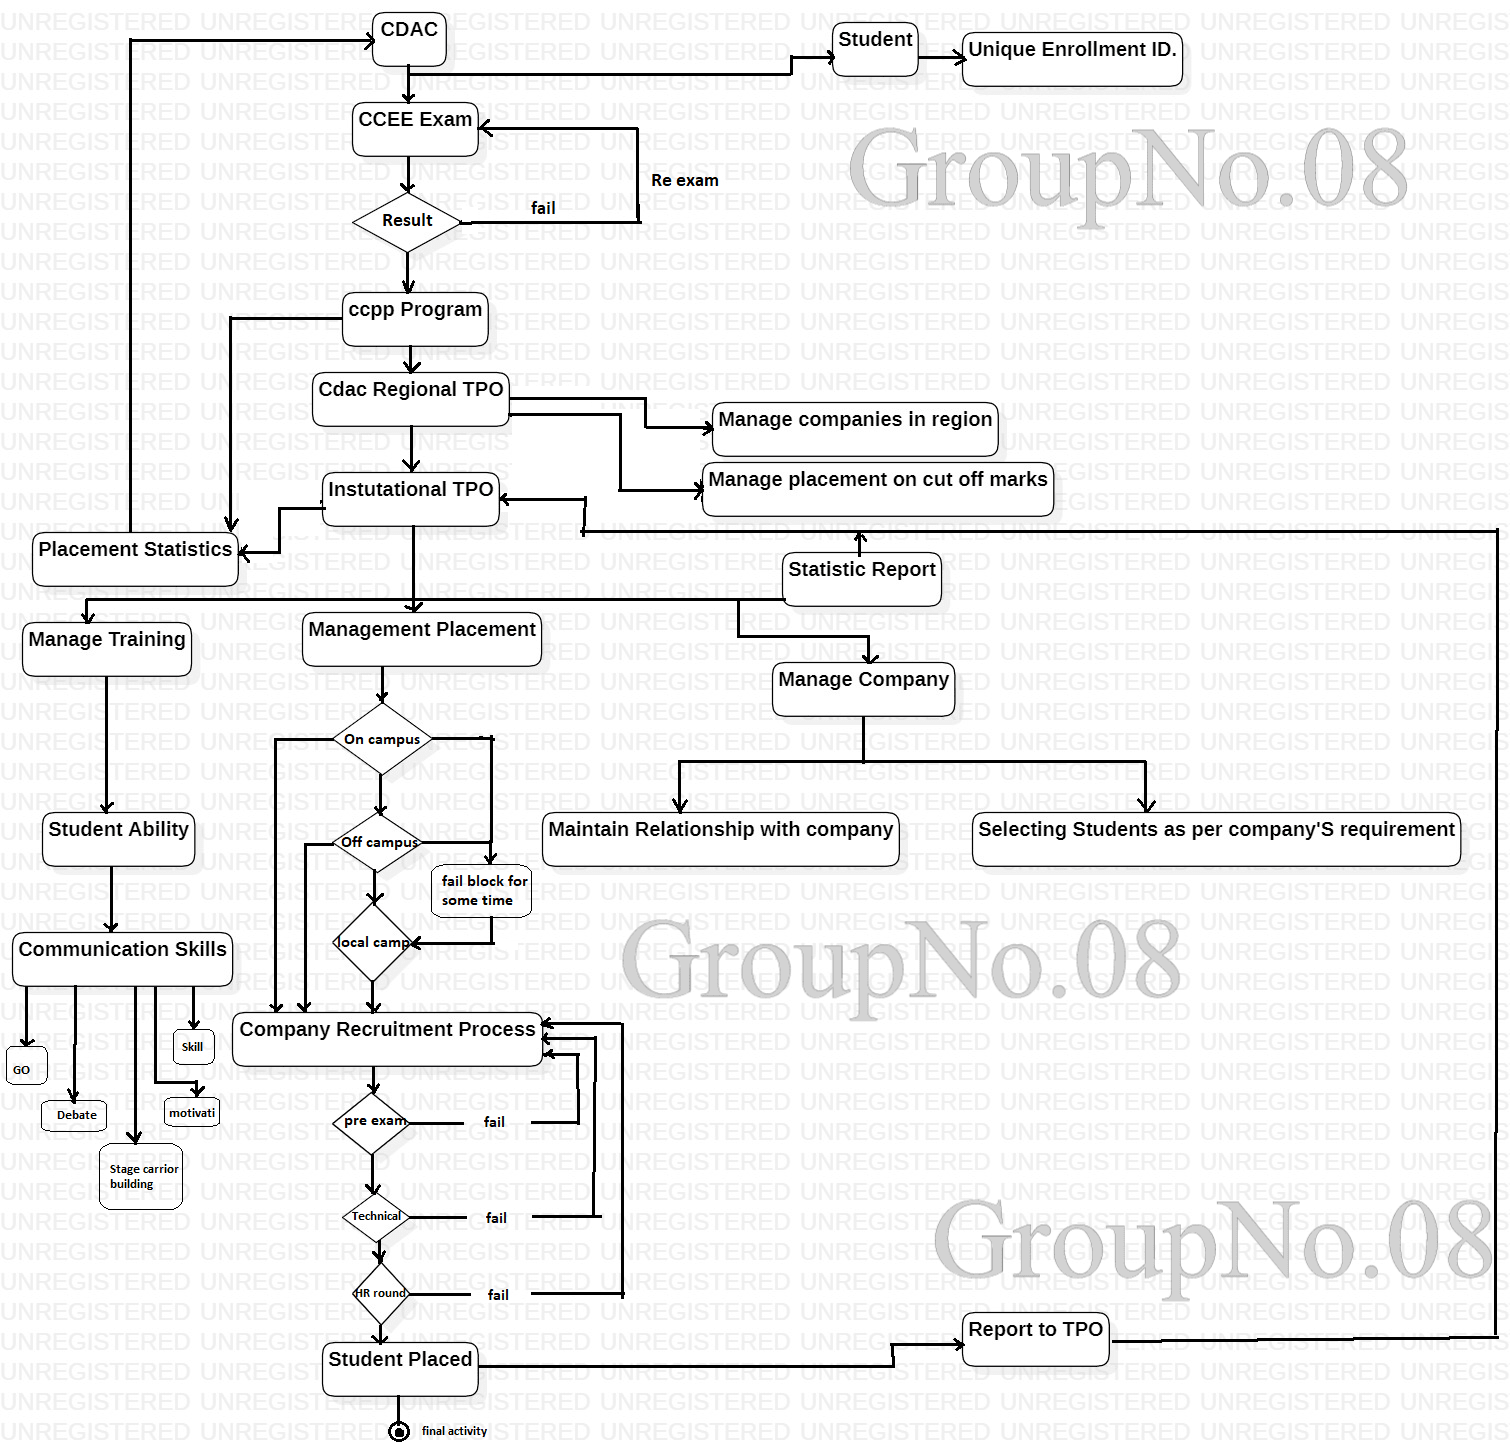 CDAC
Student
Unique Enrollment ID.
CCEE Exam
GroupNo.08
Re exam
fail
Result
ccpp Program
Cdac Regional TPO
Manage companies in region
Manage placement on cut off marks
Instutational TPO
Placement Statistics
Statistic Report
Manage Training
Management Placement
Manage Company
On campus
Student Ability
Off campus
Maintain Relationship with company
Selecting Students as per company'S requirement
fail block for
some time
local camp
Communication Skills
GroupNo.08
Company Recruitment Process
Skill
GO
Debate
motivati
pre exam
fail
Stage carrior
building
Technical
fail
GroupNo.08
HR round
fail
Report to TPO
Student Placed
final activity
UNREGISTERED